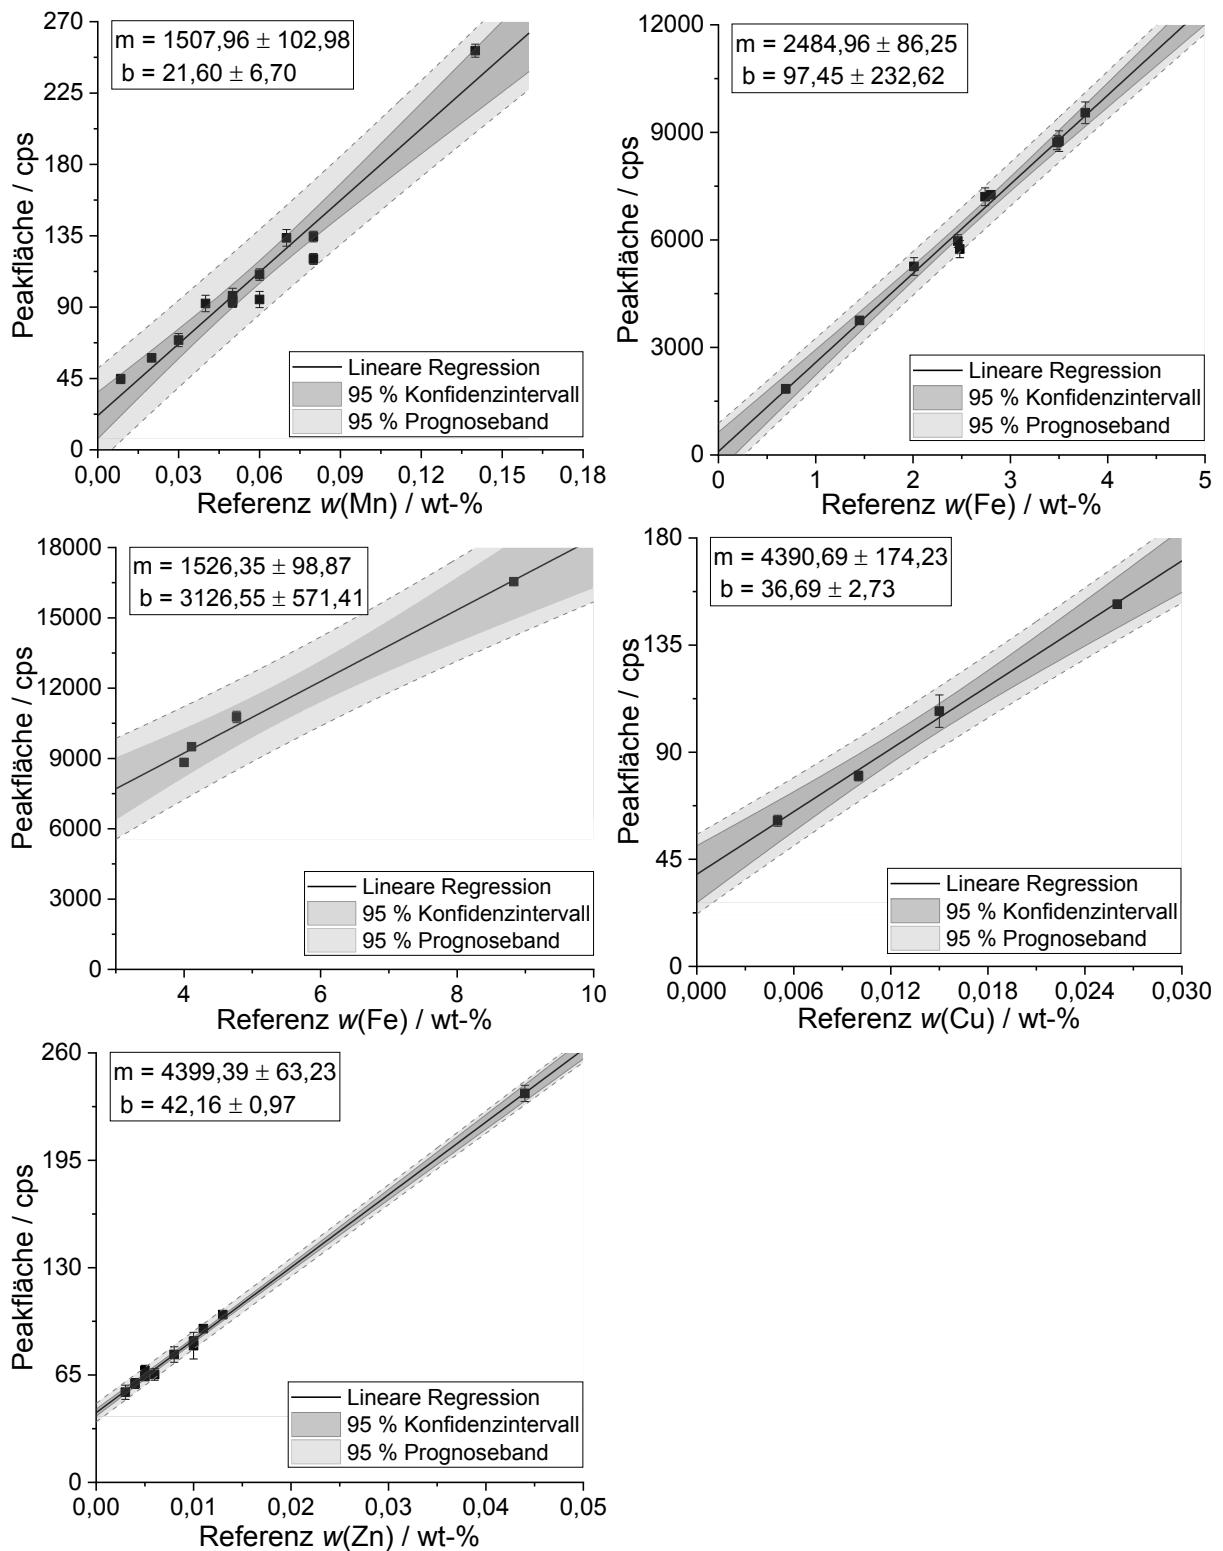 m = 1507,96 ± 102,98
b = 21,60 ± 6,70
270
225
180
135
90
45
0
Peakfläche / cps
Lineare Regression
95 % Konfidenzintervall
95 % Prognoseband
0,00 0,03 0,06 0,09 0,12 0,15 0,18
Referenz w(Mn) / wt-%
m = 2484,96 ± 86,25
b = 97,45 ± 232,62
12000
9000
6000
3000
0
Peakfläche / cps
Lineare Regression
95 % Konfidenzintervall
95 % Prognoseband
0 1 2 3 4 5
Referenz w(Fe) / wt-%
m = 1526,35 ± 98,87
b = 3126,55 ± 571,41
18000
15000
12000
9000
6000
3000
0
Peakfläche / cps
Lineare Regression
95 % Konfidenzintervall
95 % Prognoseband
4 6 8 10
Referenz w(Fe) / wt-%
m = 4390,69 ± 174,23
b = 36,69 ± 2,73
180
135
90
45
0
Peakfläche / cps
Lineare Regression
95 % Konfidenzintervall
95 % Prognoseband
0,000 0,006 0,012 0,018 0,024 0,030
Referenz w(Cu) / wt-%
m = 4399,39 ± 63,23
b = 42,16 ± 0,97
260
195
130
65
0
Peakfläche / cps
Lineare Regression
95 % Konfidenzintervall
95 % Prognoseband
0,00 0,01 0,02 0,03 0,04 0,05
Referenz w(Zn) / wt-%